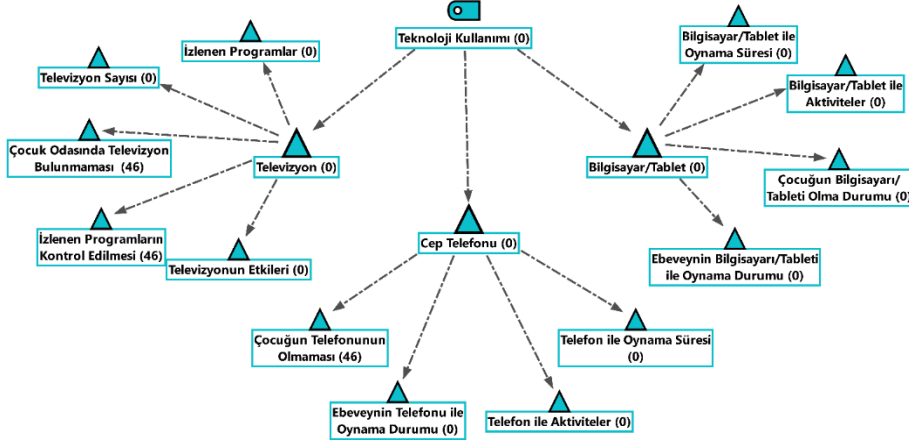 Teknoloji Kullanımı (0)
İzlenen Programlar (0)
Televizyon Sayısı (0)
Çocuk Odasında Televizyon
Bulunmaması (46)
İzlenen Programların
Kontrol Edilmesi (46)
Televizyonun Etkileri (0)
Televizyon (0)
Bilgisayar/Tablet ile
Oynama Süresi (0)
Bilgisayar/Tablet ile
Aktiviteler (0)
Bilgisayar/Tablet (0)
Çocuğun Bilgisayarı/
Tableti Olma Durumu (0)
Ebeveynin Bilgisayarı/Tableti
ile Oynama Durumu (0)
Cep Telefonu (0)
Çocuğun Telefonunun
Olmaması (46)
Ebeveynin Telefonu ile
Oynama Durumu (0)
Telefon ile Aktiviteler (0)
Telefon ile Oynama Süresi
(0)